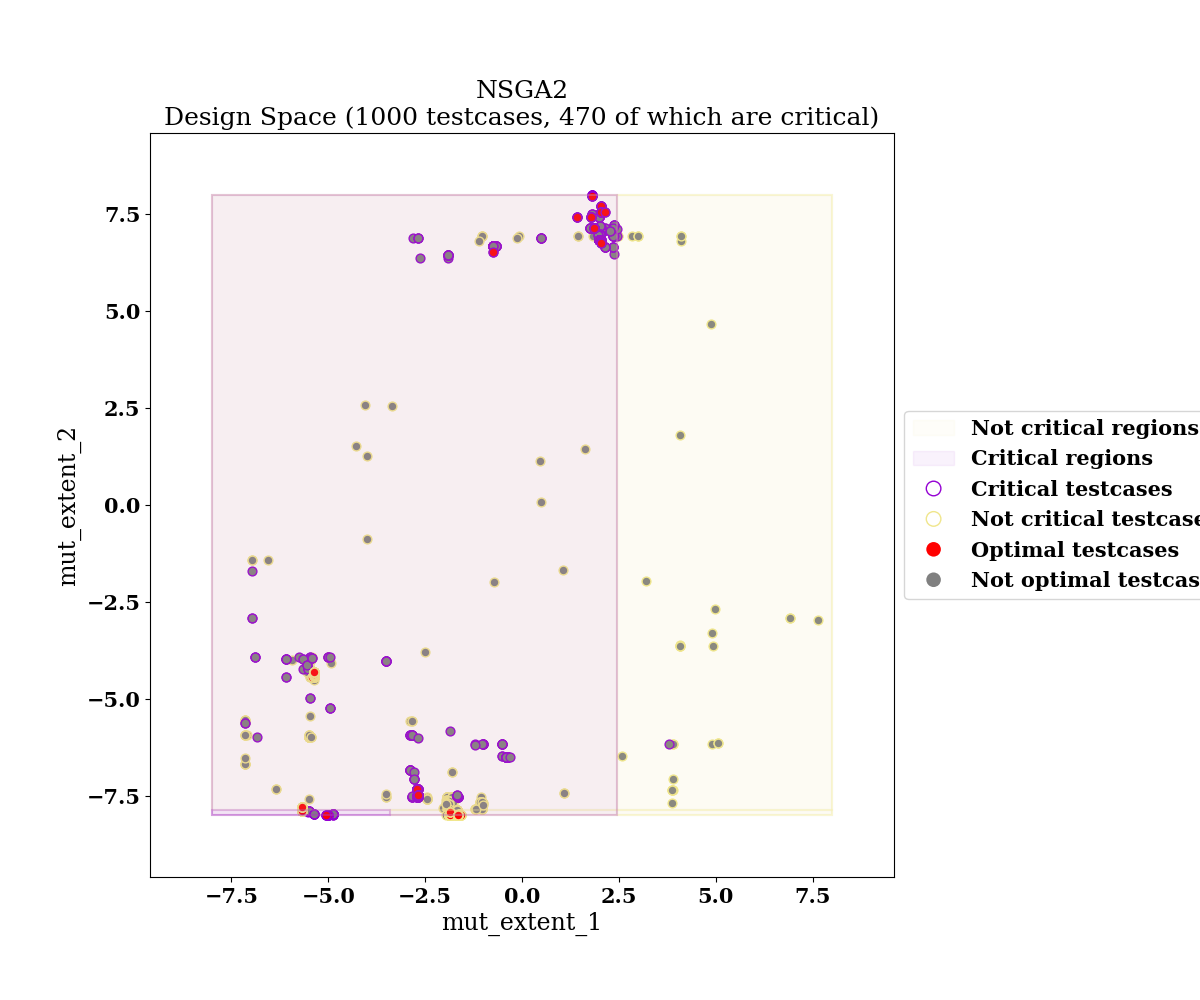 NSGA2
Design Space (1000 testcases, 470 of which are critical)
mut_extent_2
7.5
5.0
2.5
0.0
−2.5
−5.0
−7.5
−7.5 −5.0 −2.5 0.0 2.5 5.0 7.5
mut_extent_1
Not critical regions
Critical regions
Critical testcases
Not critical testcase
Optimal testcases
Not optimal testcas